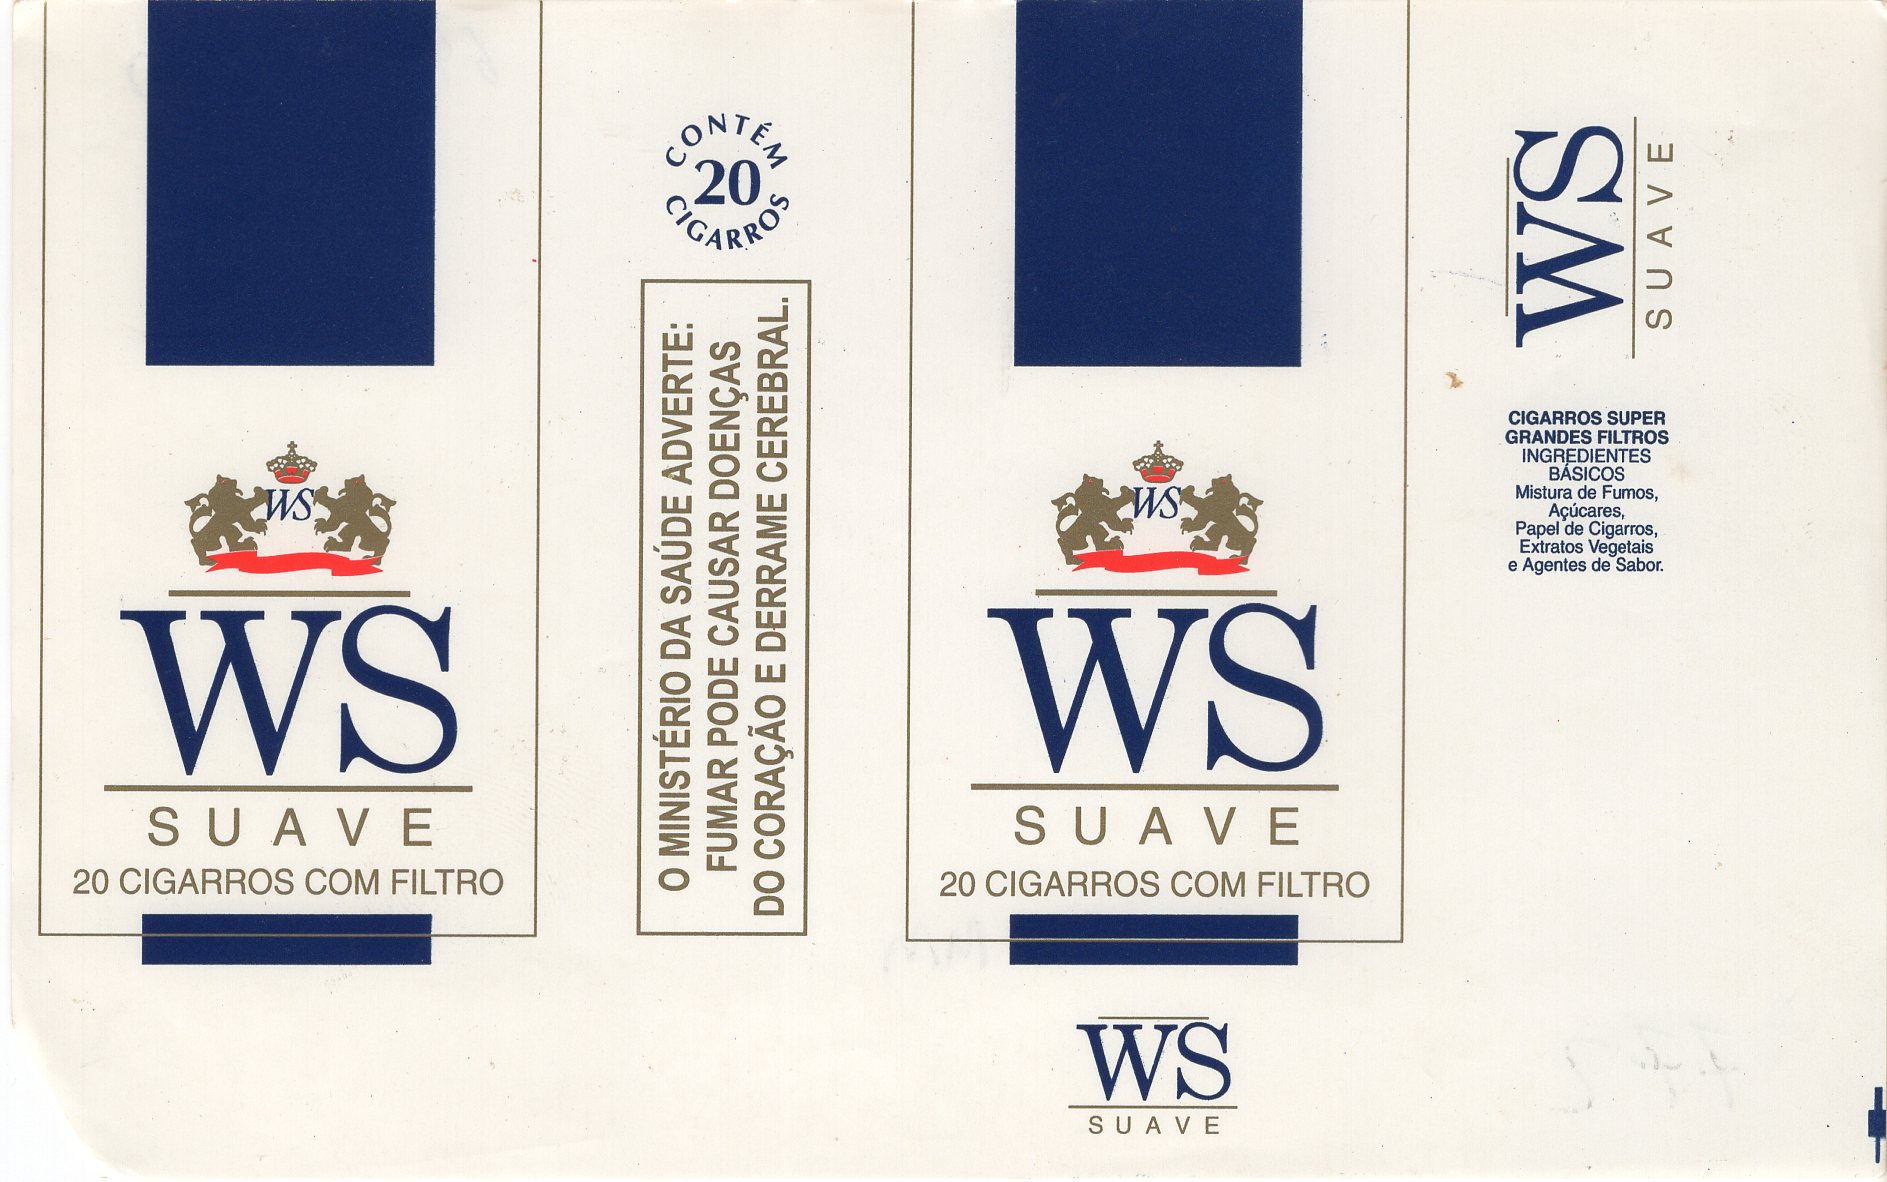 WS
WS
SUAVE
20 CIGARROS COM FILTRO
CONTÉM
20
CIGARROS
O MINISTÉRIO DA SAÚDE ADVERTE:
FUMAR PODE CAUSAR DOENÇAS
DO CORAÇÃO E DERRAME CEREBRAL.
WS
WS
SUAVE
20 CIGARROS COM FILTRO
WS
SUAVE
WS
SUAVE
CIGARROS SUPER
GRANDES FILTROS
INGREDIENTES
BÁSICOS
Mistura de Fumos,
Açúcares,
Papel de Cigarros,
Extratos Vegetais
e Agentes de Sabor.